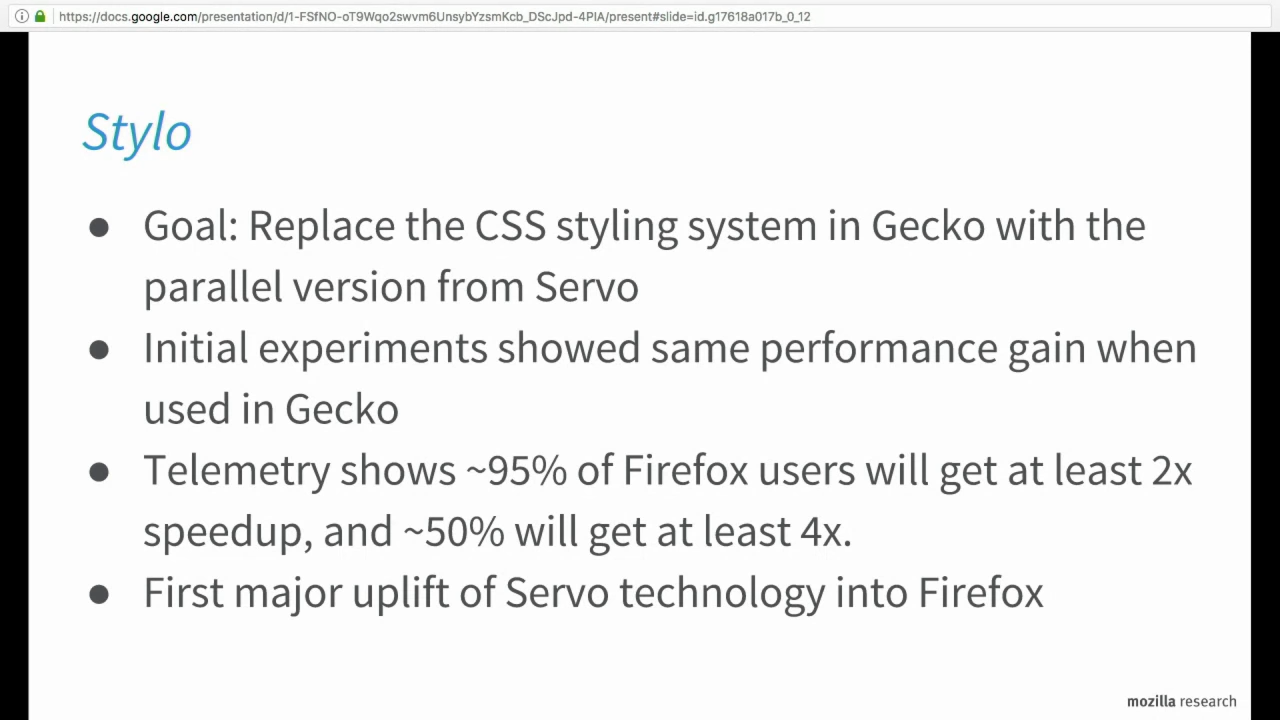 https://docs.google.com/presentation/d/1-FSfNO-oT9Wqo2swvm6UnsybYzsmKcb_DScJpd-4PIA/present#slide=id.g17618a017b_0_12
Stylo
● Goal: Replace the CSS styling system in Gecko with the
parallel version from Servo
● Initial experiments showed same performance gain when
used in Gecko
● Telemetry shows ~95% of Firefox users will get at least 2x
speedup, and ~50% will get at least 4x.
● First major uplift of Servo technology into Firefox
mozilla research